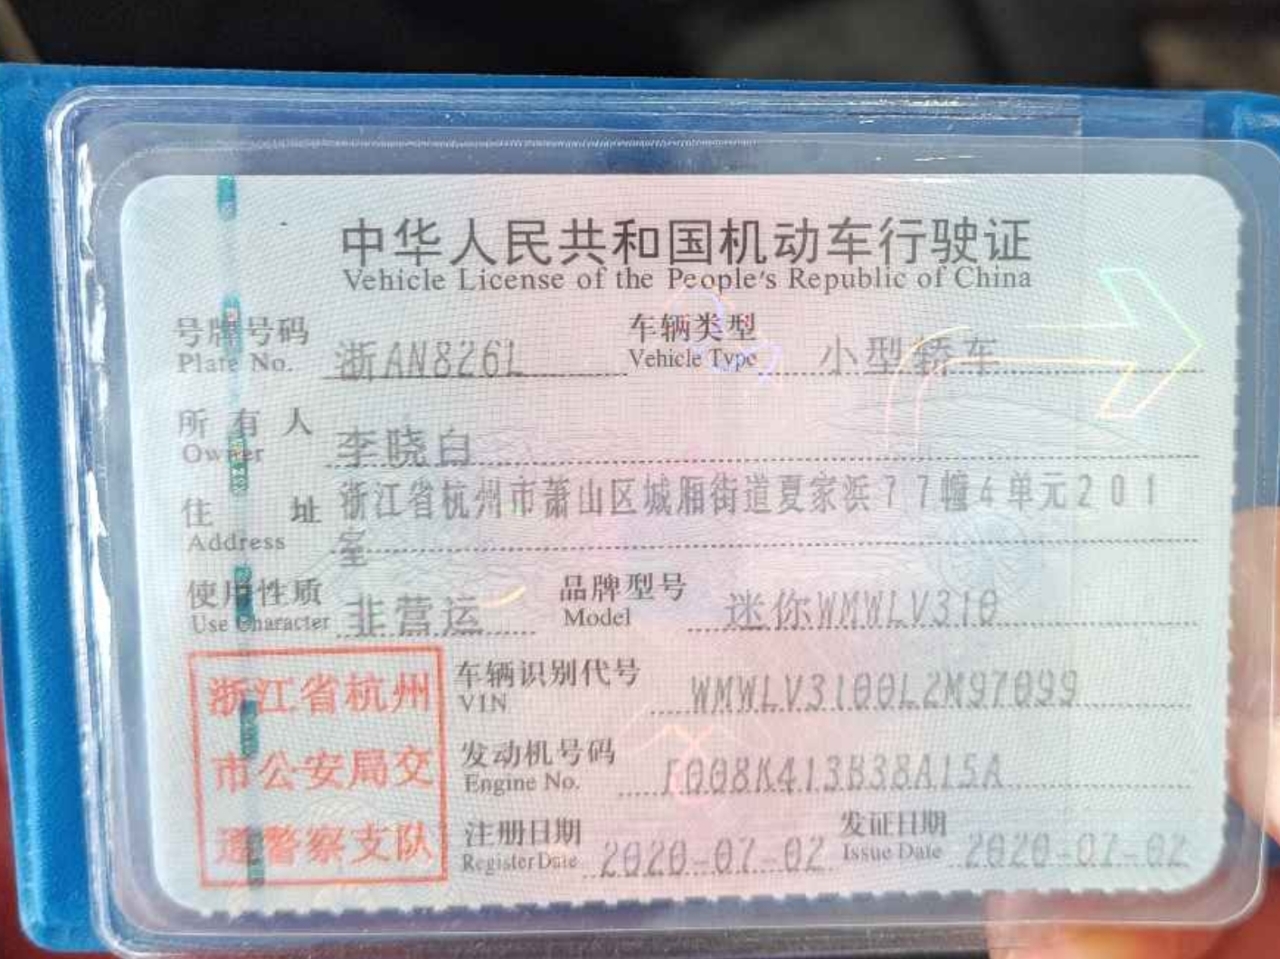 中华人民共和国机动车行驶证
Vehicle License of the People's Republic of China
号牌号码 浙AN826L 车辆类型 小型轿车
Plate No. Vehicle Type
所有人 李晓白
Owner
住址 浙江省杭州市萧山区城厢街道夏家浜77幢4单元201
Address 室
使用性质 非营运 品牌型号 迷你WMWLV310
Use Character Model
浙江省杭州
市公安局交
通警察支队
车辆识别代号 WMWLV3100L2M97099
VIN
发动机号码 F008K413B38A15A
Engine No.
注册日期 2020-07-02 发证日期 2020-07-02
Register Date Issue Date